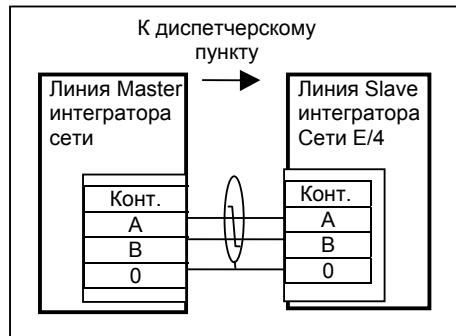 К диспетчерскому
пункту
Линия Master
интегратора
сети
Линия Slave
интегратора
Сети Е/4
Конт.
А
В
0
Конт.
А
В
0